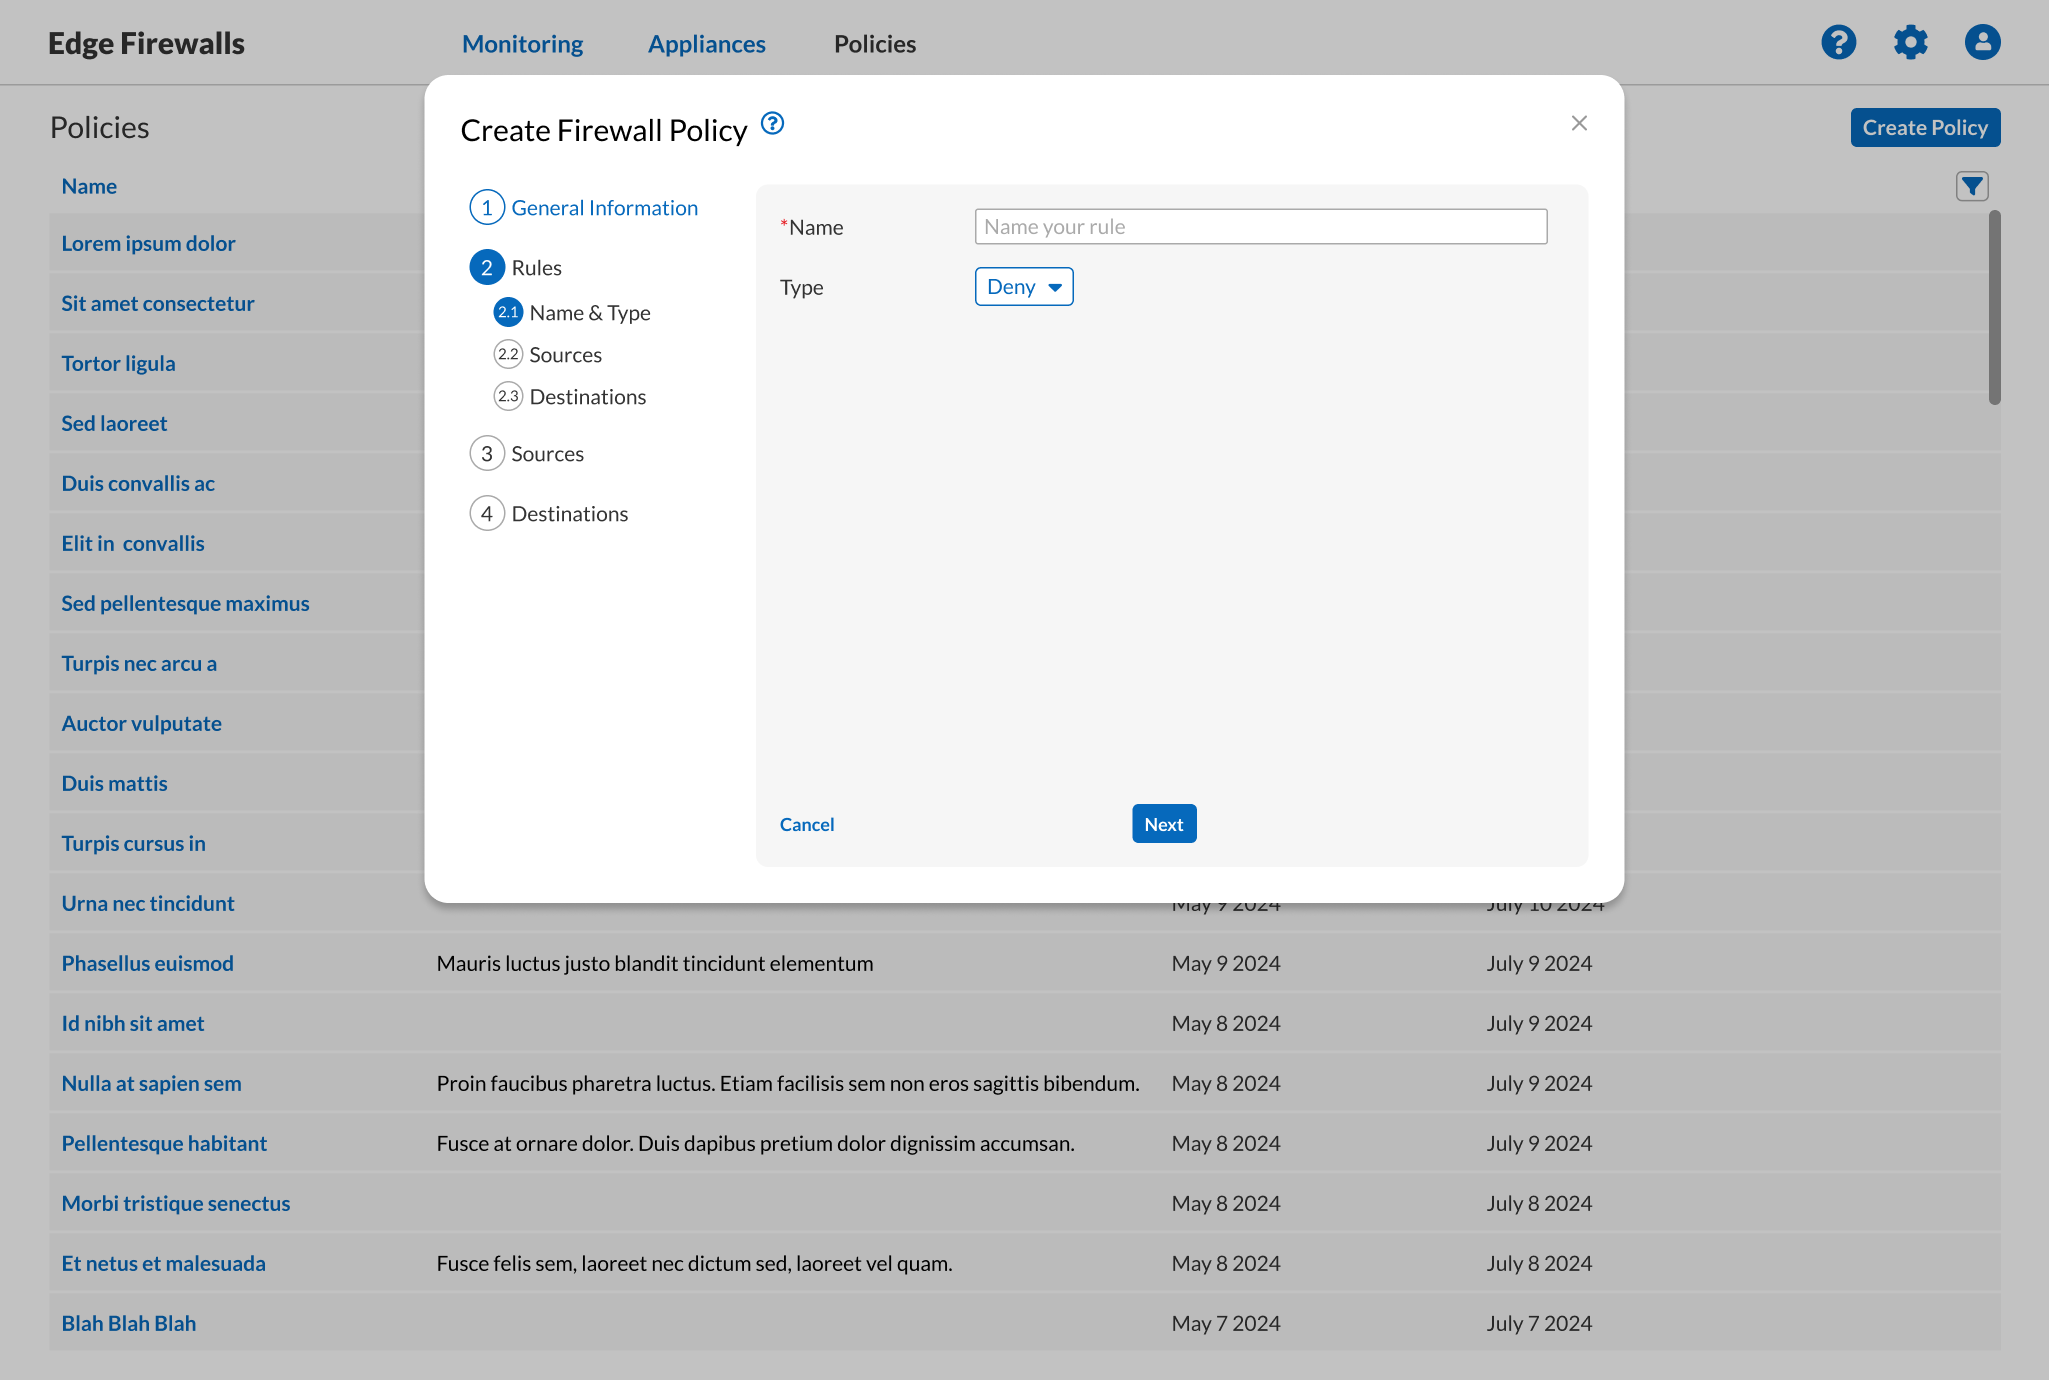 Edge Firewalls
Monitoring
Appliances
Policies
Policies
Create Policy
Name
Create Firewall Policy
1 General Information
2 Rules
2.1 Name & Type
2.2 Sources
2.3 Destinations
3 Sources
4 Destinations
*Name
Name your rule
Type
Deny
Cancel
Next
Lorem ipsum dolor
Sit amet consectetur
Tortor ligula
Sed laoreet
Duis convallis ac
Elit in convallis
Sed pellentesque maximus
Turpis nec arcu a
Auctor vulputate
Duis mattis
Turpis cursus in
Urna nec tincidunt May 9 2024 July 10 2024
Phasellus euismod Mauris luctus justo blandit tincidunt elementum May 9 2024 July 9 2024
Id nibh sit amet May 8 2024 July 9 2024
Nulla at sapien sem Proin faucibus pharetra luctus. Etiam facilisis sem non eros sagittis bibendum. May 8 2024 July 9 2024
Pellentesque habitant Fusce at ornare dolor. Duis dapibus pretium dolor dignissim accumsan. May 8 2024 July 9 2024
Morbi tristique senectus May 8 2024 July 8 2024
Et netus et malesuada Fusce felis sem, laoreet nec dictum sed, laoreet vel quam. May 8 2024 July 8 2024
Blah Blah Blah May 7 2024 July 7 2024